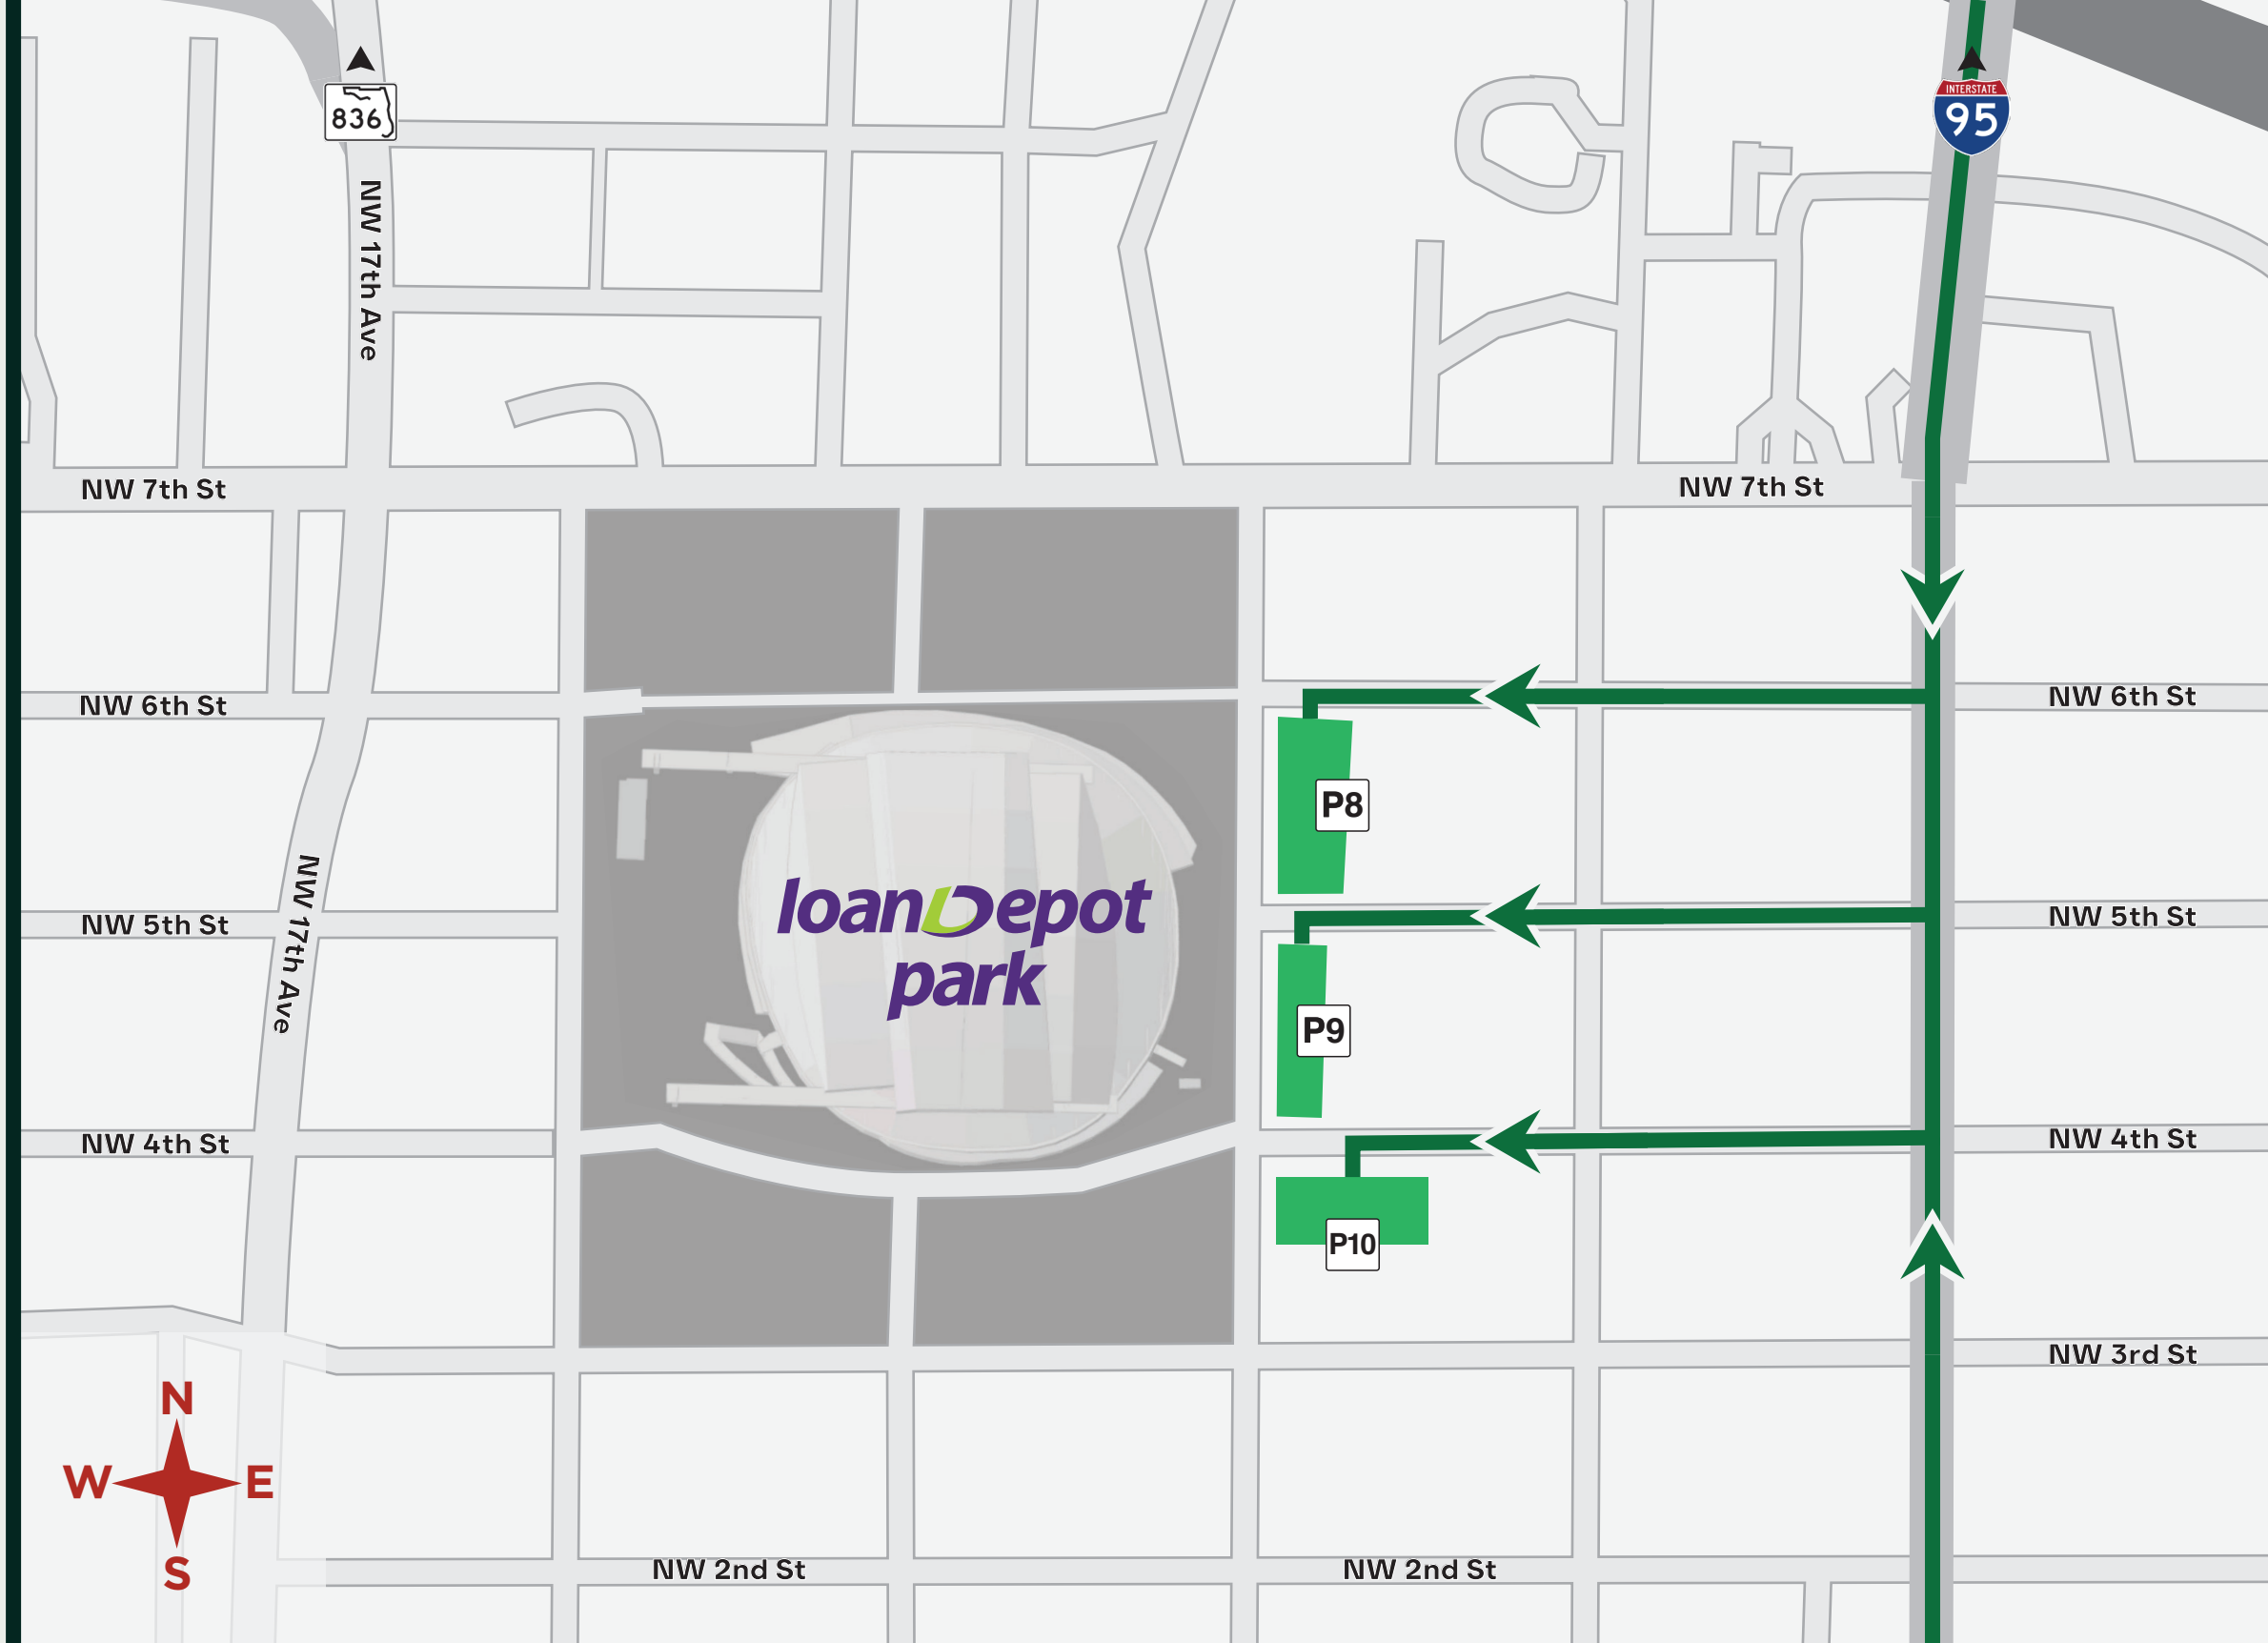 836
INTERSTATE
95
NW 17th Ave
NW 7th St
NW 7th St
NW 6th St
NW 6th St
P8
loanDepot
park
NW 17th Ave
NW 5th St
NW 5th St
P9
NW 4th St
NW 4th St
P10
NW 3rd St
N
W E
S
NW 2nd St
NW 2nd St